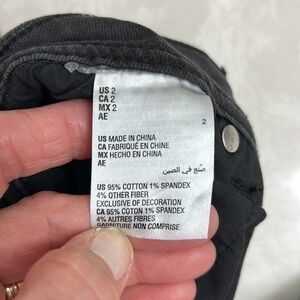 US 2
CA 2
MX 2
AE
2
US MADE IN CHINA
CA FABRIQUÉ EN CHINE
MX HECHO EN CHINA
AE
صنع في الصين
US 95% COTTON 1% SPANDEX
4% OTHER FIBER
EXCLUSIVE OF DECORATION
CA 95% COTON 1% SPANDEX
4% AUTRES FIBRES
GARNITURE NON COMPRISE